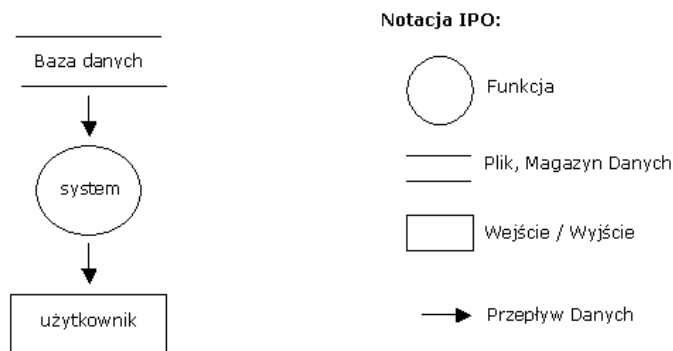 Baza danych
system
użytkownik
Notacja IPO:
Funkcja
Plik, Magazyn Danych
Wejście / Wyjście
Przepływ Danych